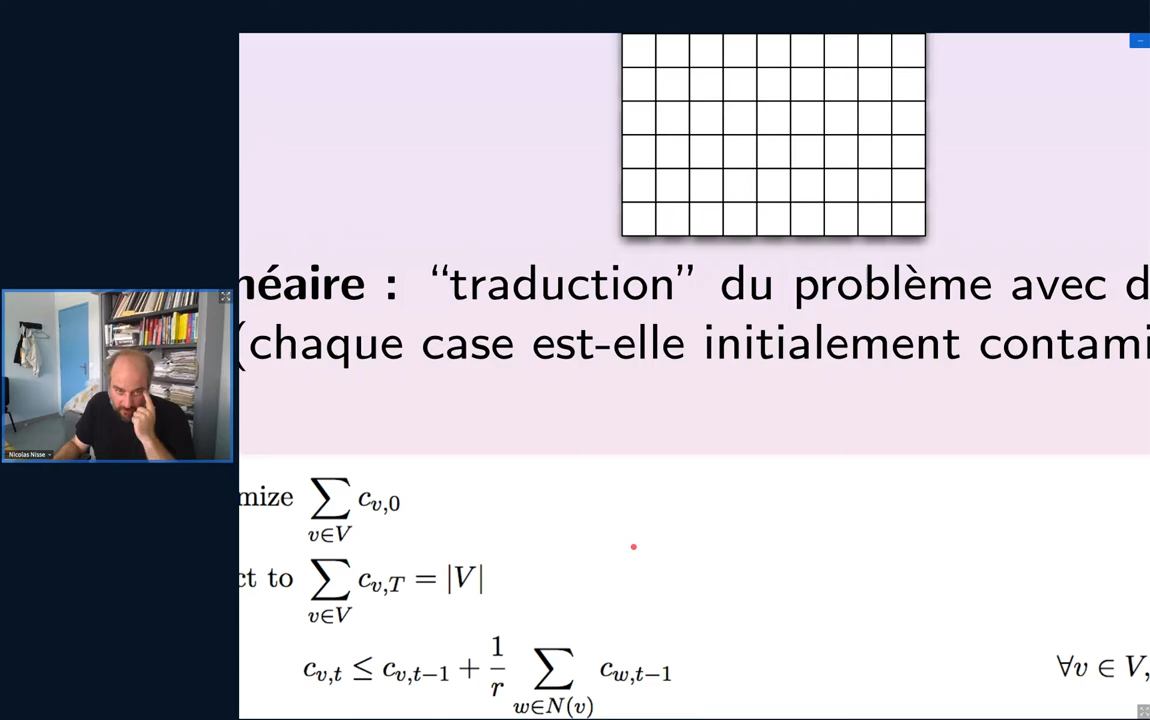 néaire : “traduction” du problème avec d
(chaque case est-elle initialement contami
mize ∑_{v∈V} c_{v,0}
ct to ∑_{v∈V} c_{v,T} = |V|
c_{v,t} ≤ c_{v,t−1} + 1/r ∑_{w∈N(v)} c_{w,t−1} ∀v ∈ V,
Nicolas Nisse